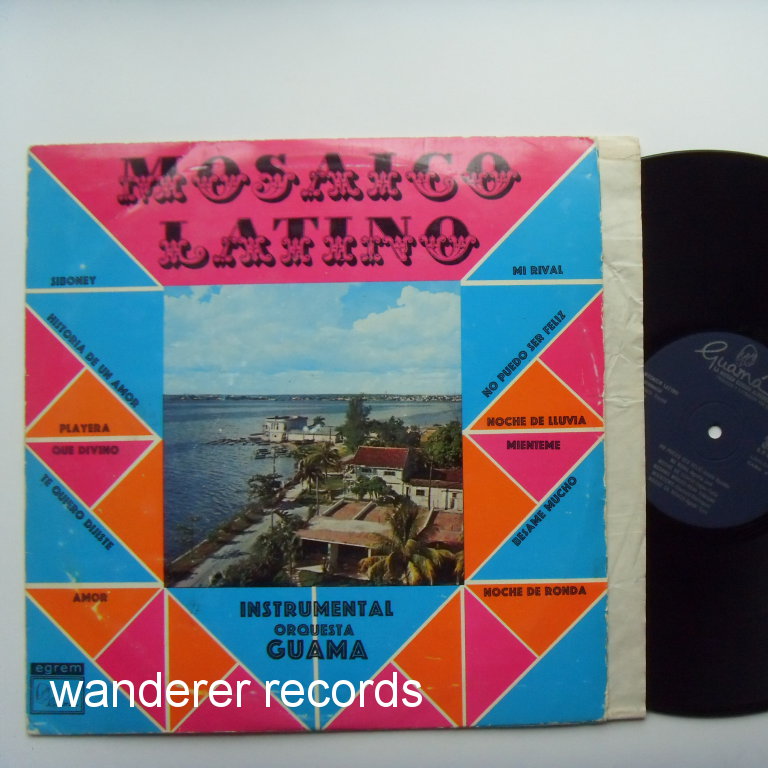 MOSAICO
LATINO
SIBONEY
HISTORIA DE UN AMOR
PLAYERA
QUE DIVINO
TE QUIERO DIJISTE
AMOR
MI RIVAL
NO PUEDO SER FELIZ
NOCHE DE LLUVIA
MIENTEME
BESAME MUCHO
NOCHE DE RONDA
INSTRUMENTAL
ORQUESTA
GUAMA
egrem
wanderer records
Guamá